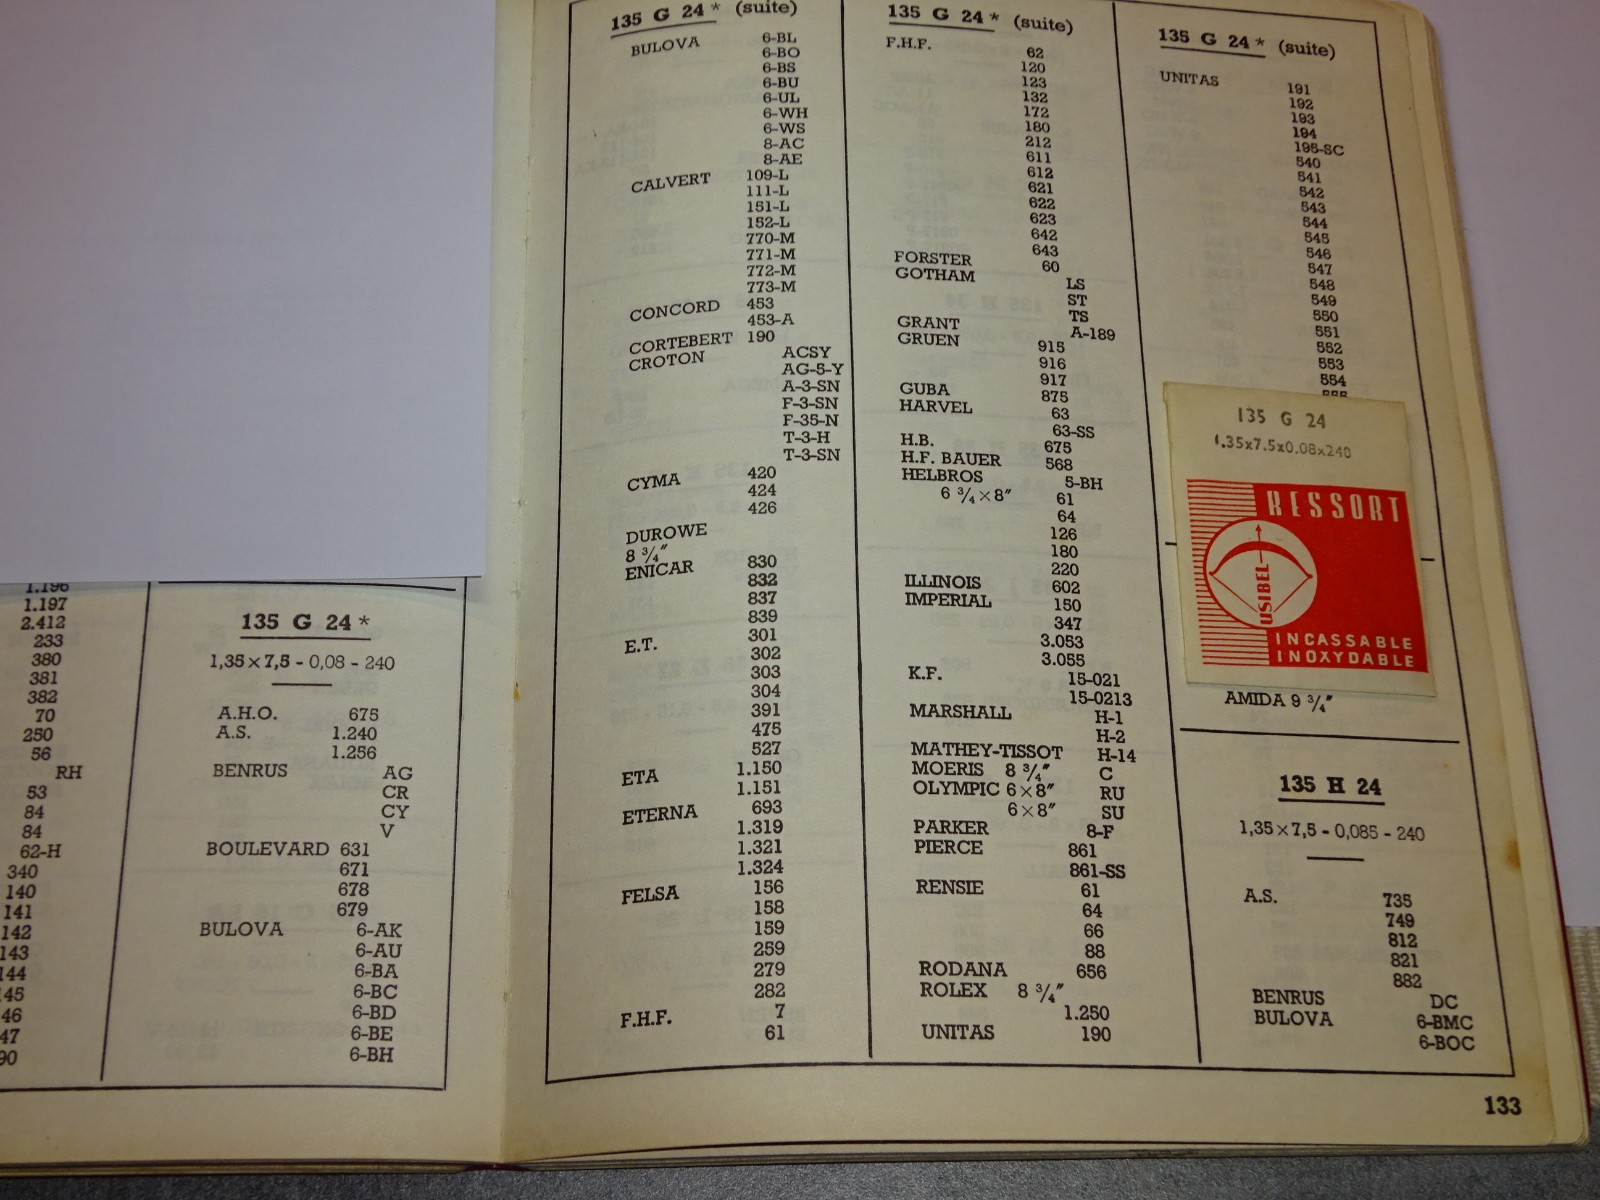 1.196
1.197
2.412
233
380
381
382
70
250
56
RH
53
84
84
62-H
340
140
141
142
143
144
145
46
47
90
135 G 24*
1,35 × 7,5 - 0,08 - 240
A.H.O. 675
A.S. 1.240
1.256
BENRUS AG
CR
CY
V
BOULEVARD 631
671
678
679
BULOVA 6-AK
6-AU
6-BA
6-BC
6-BD
6-BE
6-BH
135 G 24* (suite)
BULOVA 6-BL
6-BO
6-BS
6-BU
6-UL
6-WH
6-WS
8-AC
8-AE
CALVERT 109-L
111-L
151-L
152-L
770-M
771-M
772-M
773-M
CONCORD 453
453-A
CORTEBERT 190
CROTON ACSY
AG-5-Y
A-3-SN
F-3-SN
F-35-N
T-3-H
T-3-SN
CYMA 420
424
426
DUROWE
8 3/4"
ENICAR 830
832
837
839
E.T. 301
302
303
304
391
475
527
ETA 1.150
1.151
ETERNA 693
1.319
1.321
1.324
FELSA 156
158
159
259
279
282
F.H.F. 7
61
135 G 24* (suite)
F.H.F. 62
120
123
132
172
180
212
611
612
621
622
623
642
643
FORSTER 60
GOTHAM LS
ST
TS
GRANT A-189
GRUEN 915
916
917
GUBA 875
HARVEL 63
63-SS
H.B. 675
H.F. BAUER 568
HELBROS 5-BH
6 3/4 × 8" 61
64
126
180
220
ILLINOIS 602
IMPERIAL 150
347
3.053
3.055
K.F. 15-021
15-0213
MARSHALL H-1
H-2
MATHEY-TISSOT H-14
MOERIS 8 3/4" C
OLYMPIC 6 × 8" RU
6 × 8" SU
PARKER 8-F
PIERCE 861
861-SS
RENSIE 61
64
66
88
RODANA 656
ROLEX 8 3/4"
1.250
UNITAS 190
135 G 24* (suite)
UNITAS 191
192
193
194
195-SC
540
541
542
543
544
545
546
547
548
549
550
551
552
553
554
135 G 24
1.35x7.5x0.08x240
RESSORT
USIBEL
INCASSABLE
INOXYDABLE
AMIDA 9 3/4"
135 H 24
1,35 × 7,5 - 0,085 - 240
A.S. 735
749
812
821
882
BENRUS DC
BULOVA 6-BMC
6-BOC
133